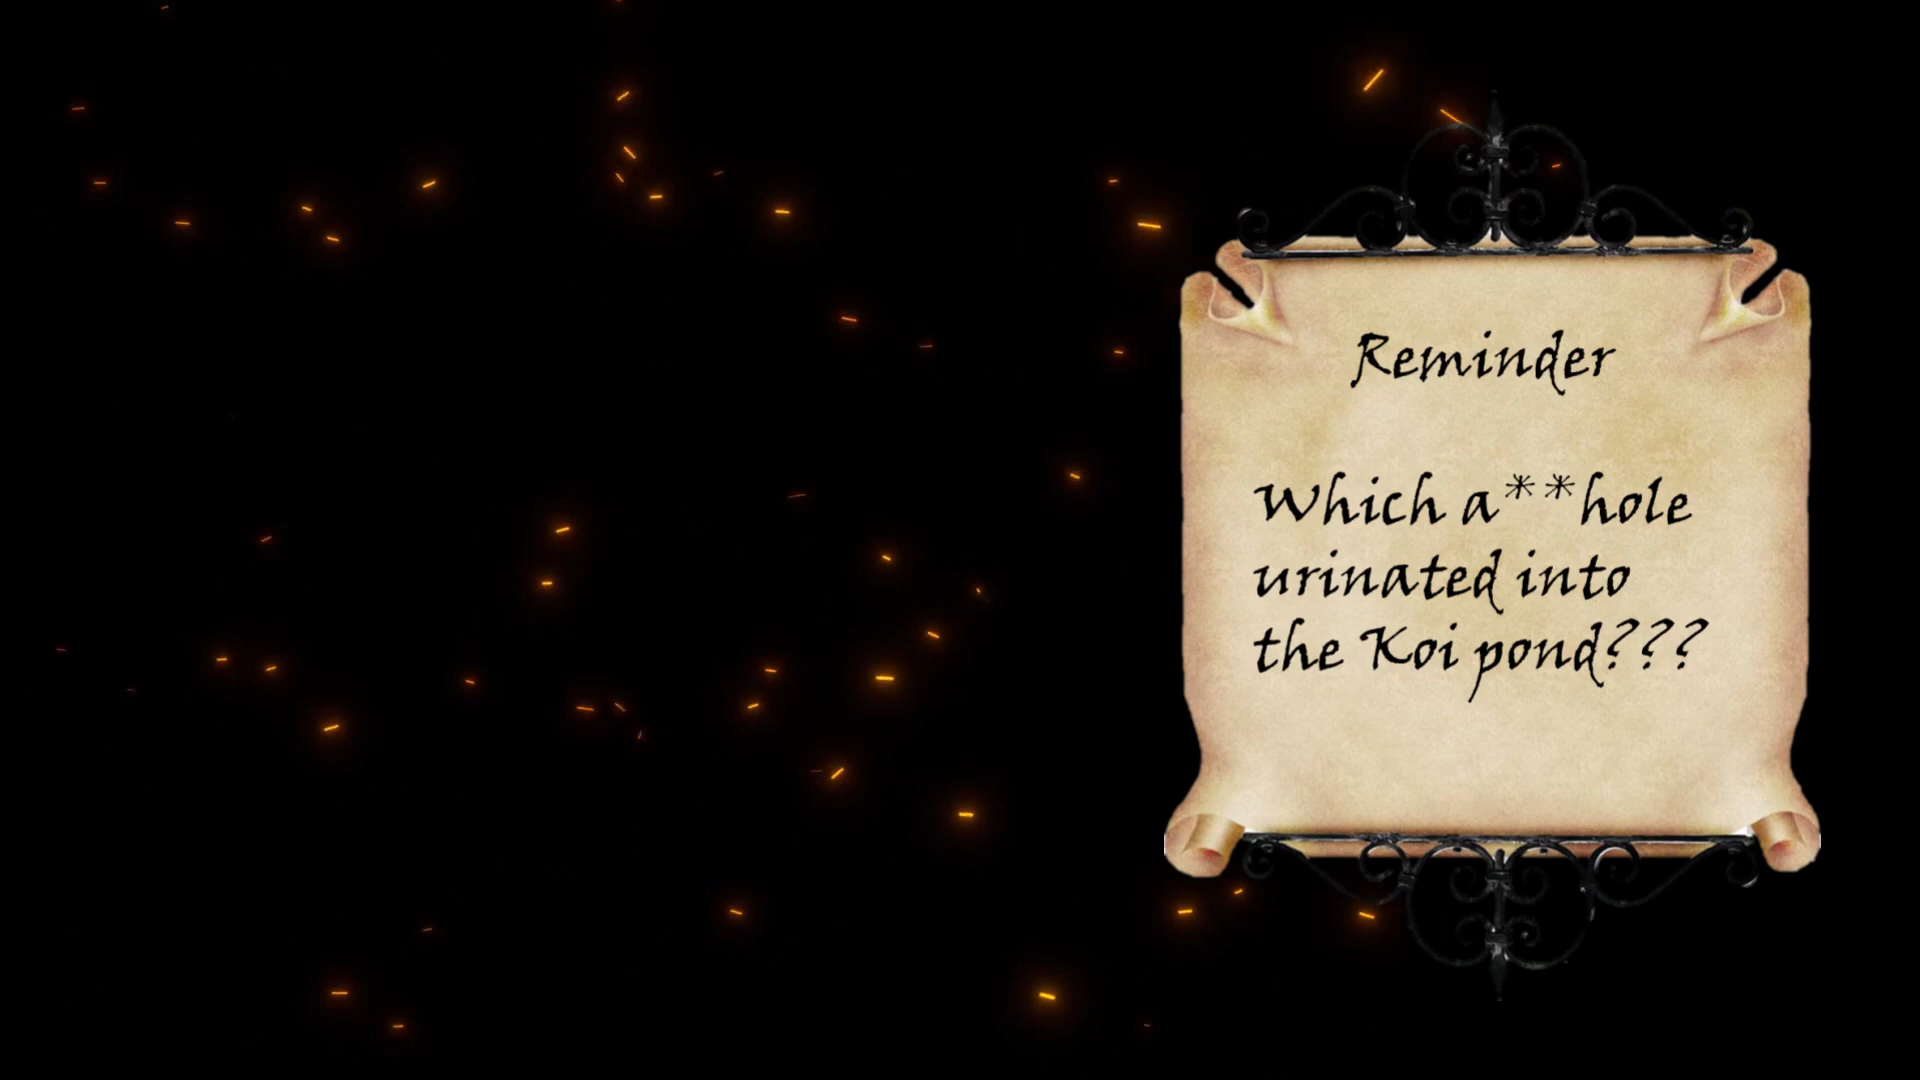 Reminder
Which a**hole
urinated into
the Koi pond???